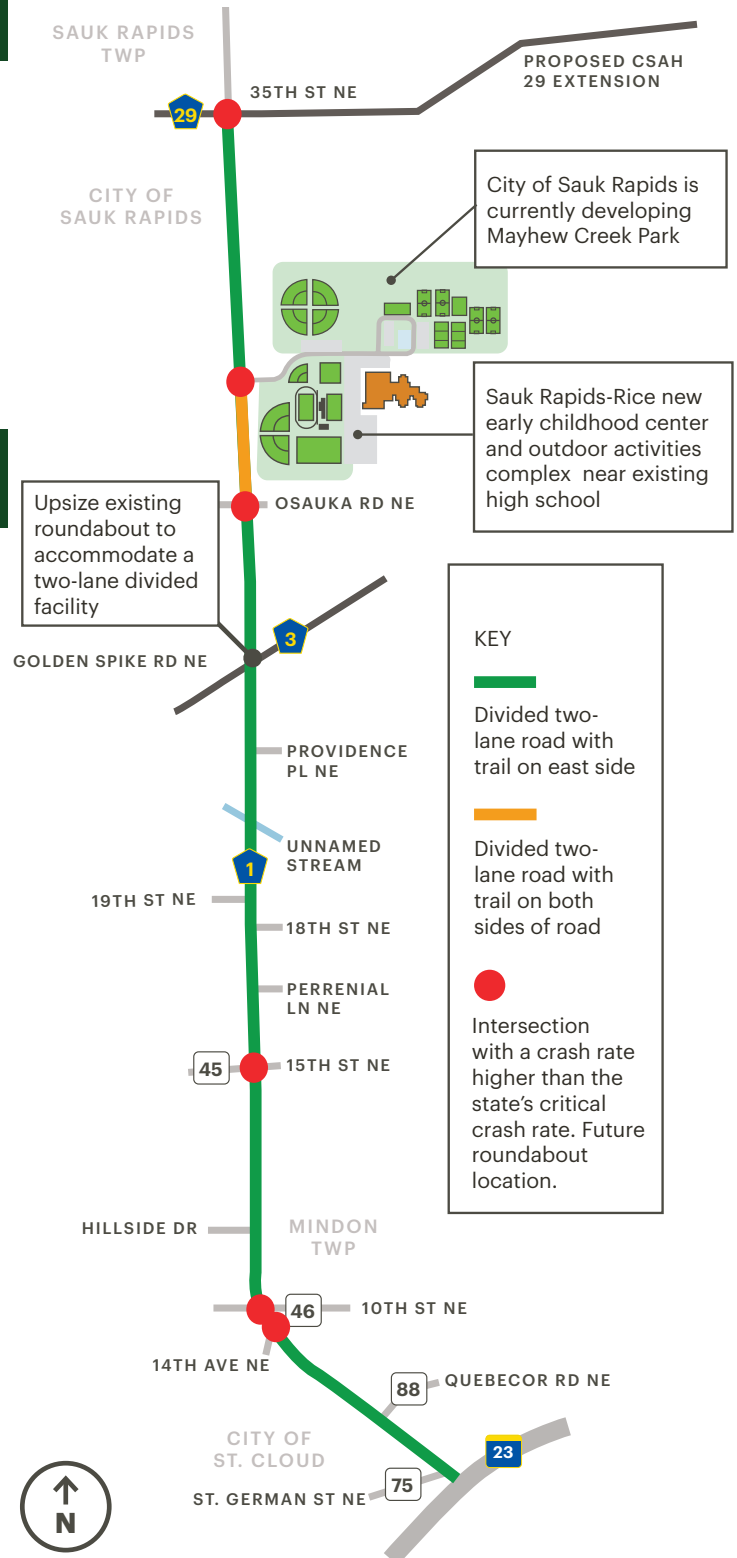 SAUK RAPIDS
TWP
PROPOSED CSAH
29 EXTENSION
35TH ST NE
29
CITY OF
SAUK RAPIDS
City of Sauk Rapids is
currently developing
Mayhew Creek Park
Sauk Rapids-Rice new
early childhood center
and outdoor activities
complex near existing
high school
OSAUKA RD NE
Upsize existing
roundabout to
accommodate a
two-lane divided
facility
3
GOLDEN SPIKE RD NE
PROVIDENCE
PL NE
UNNAMED
STREAM
1
19TH ST NE
18TH ST NE
PERRENIAL
LN NE
45
15TH ST NE
HILLSIDE DR
MINDON
TWP
46
10TH ST NE
14TH AVE NE
88
QUEBECOR RD NE
CITY OF
ST. CLOUD
23
75
ST. GERMAN ST NE
N
KEY
Divided two-
lane road with
trail on east side
Divided two-
lane road with
trail on both
sides of road
Intersection
with a crash rate
higher than the
state’s critical
crash rate. Future
roundabout
location.